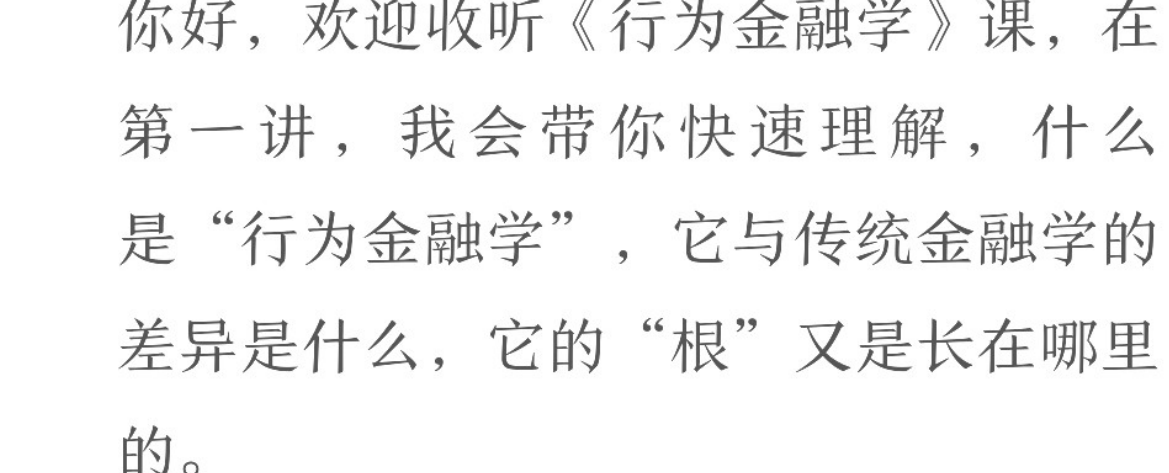 你好，欢迎收听《行为金融学》课，在
第一讲，我会带你快速理解，什么
是“行为金融学”，它与传统金融学的
差异是什么，它的“根”又是长在哪里
的。